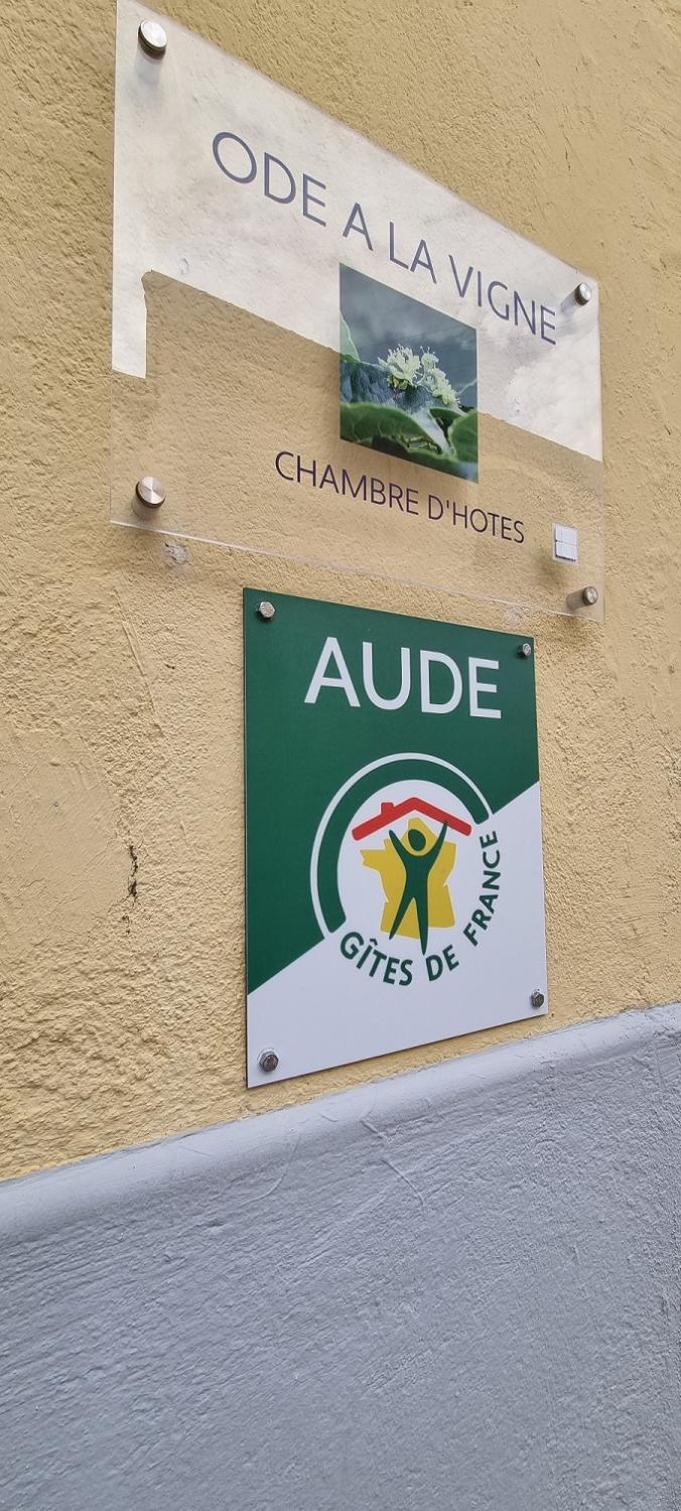 ODE A LA VIGNE
CHAMBRE D'HOTES
AUDE
GÎTES DE FRANCE